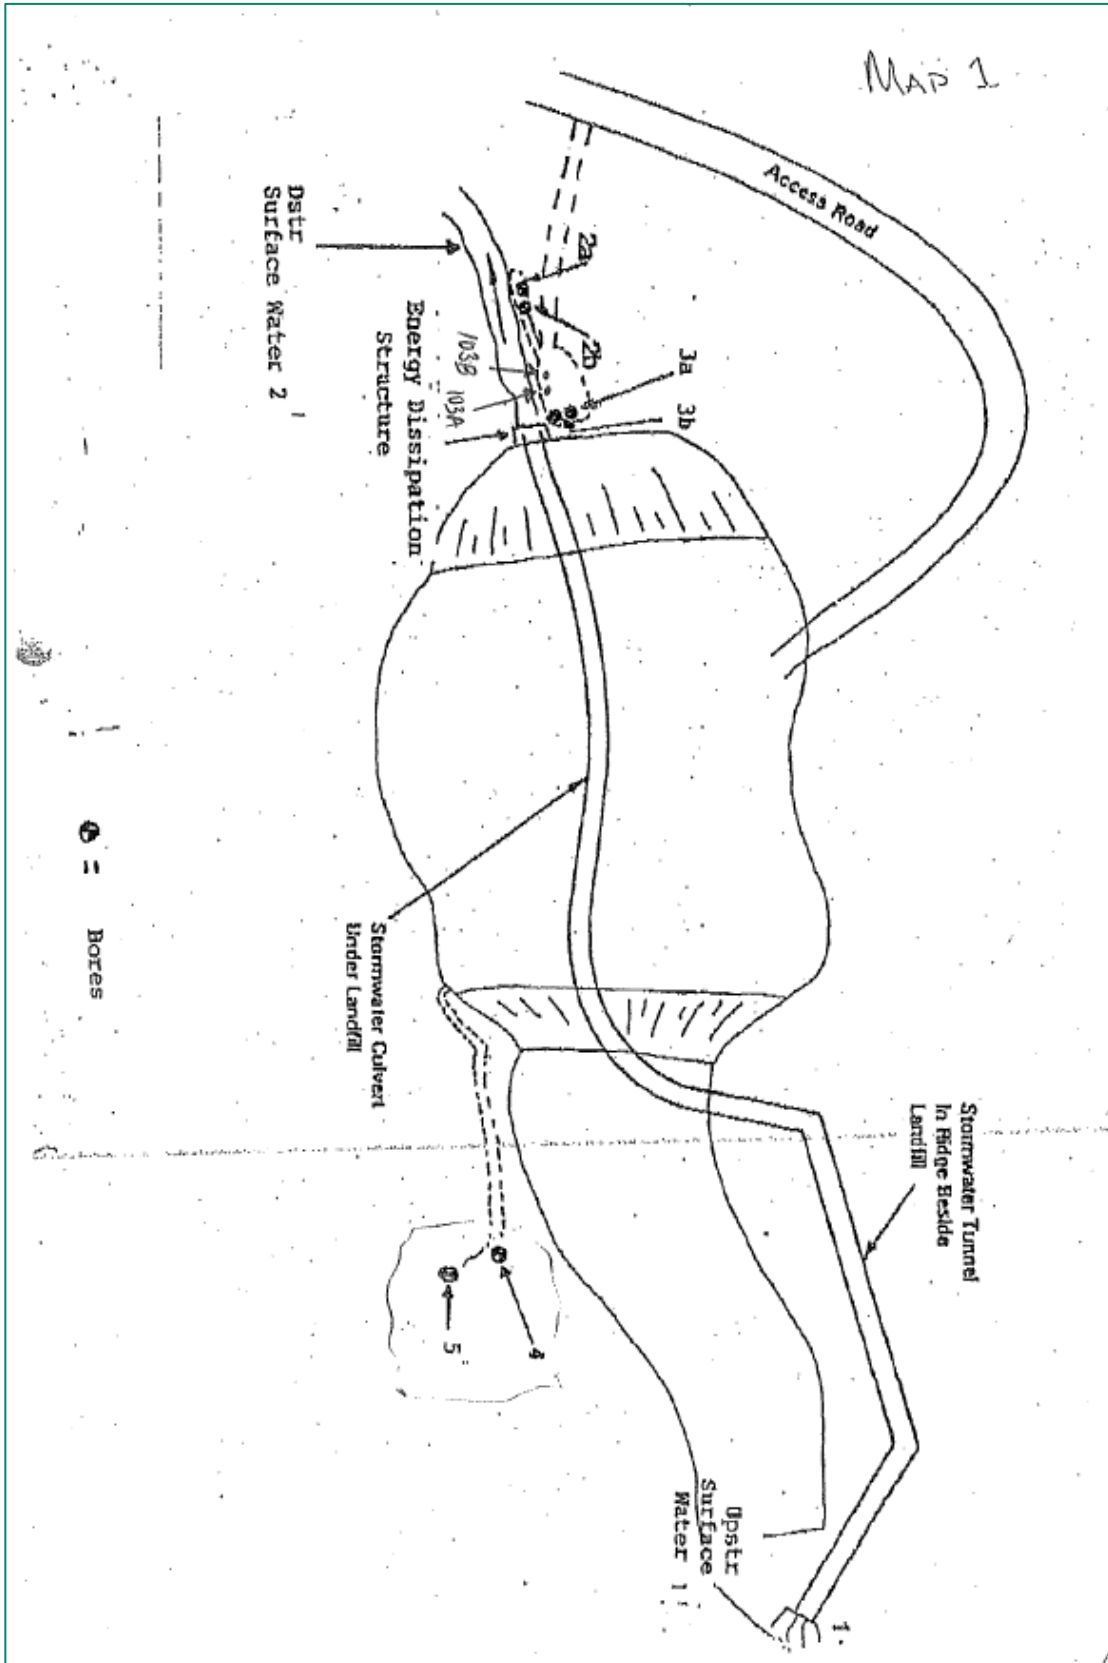 MAP 1
Access Road
Dstr
Surface Water 2
2a
2b
3a
3b
103B
103A
Energy Dissipation
Structure
Stormwater Culvert
Under Landfill
Stormwater Tunnel
In Ridge Beside
Landfill
4
5
Upstr
Surface
Water 1
1.
= Bores